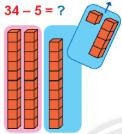 34 – 5 = ?